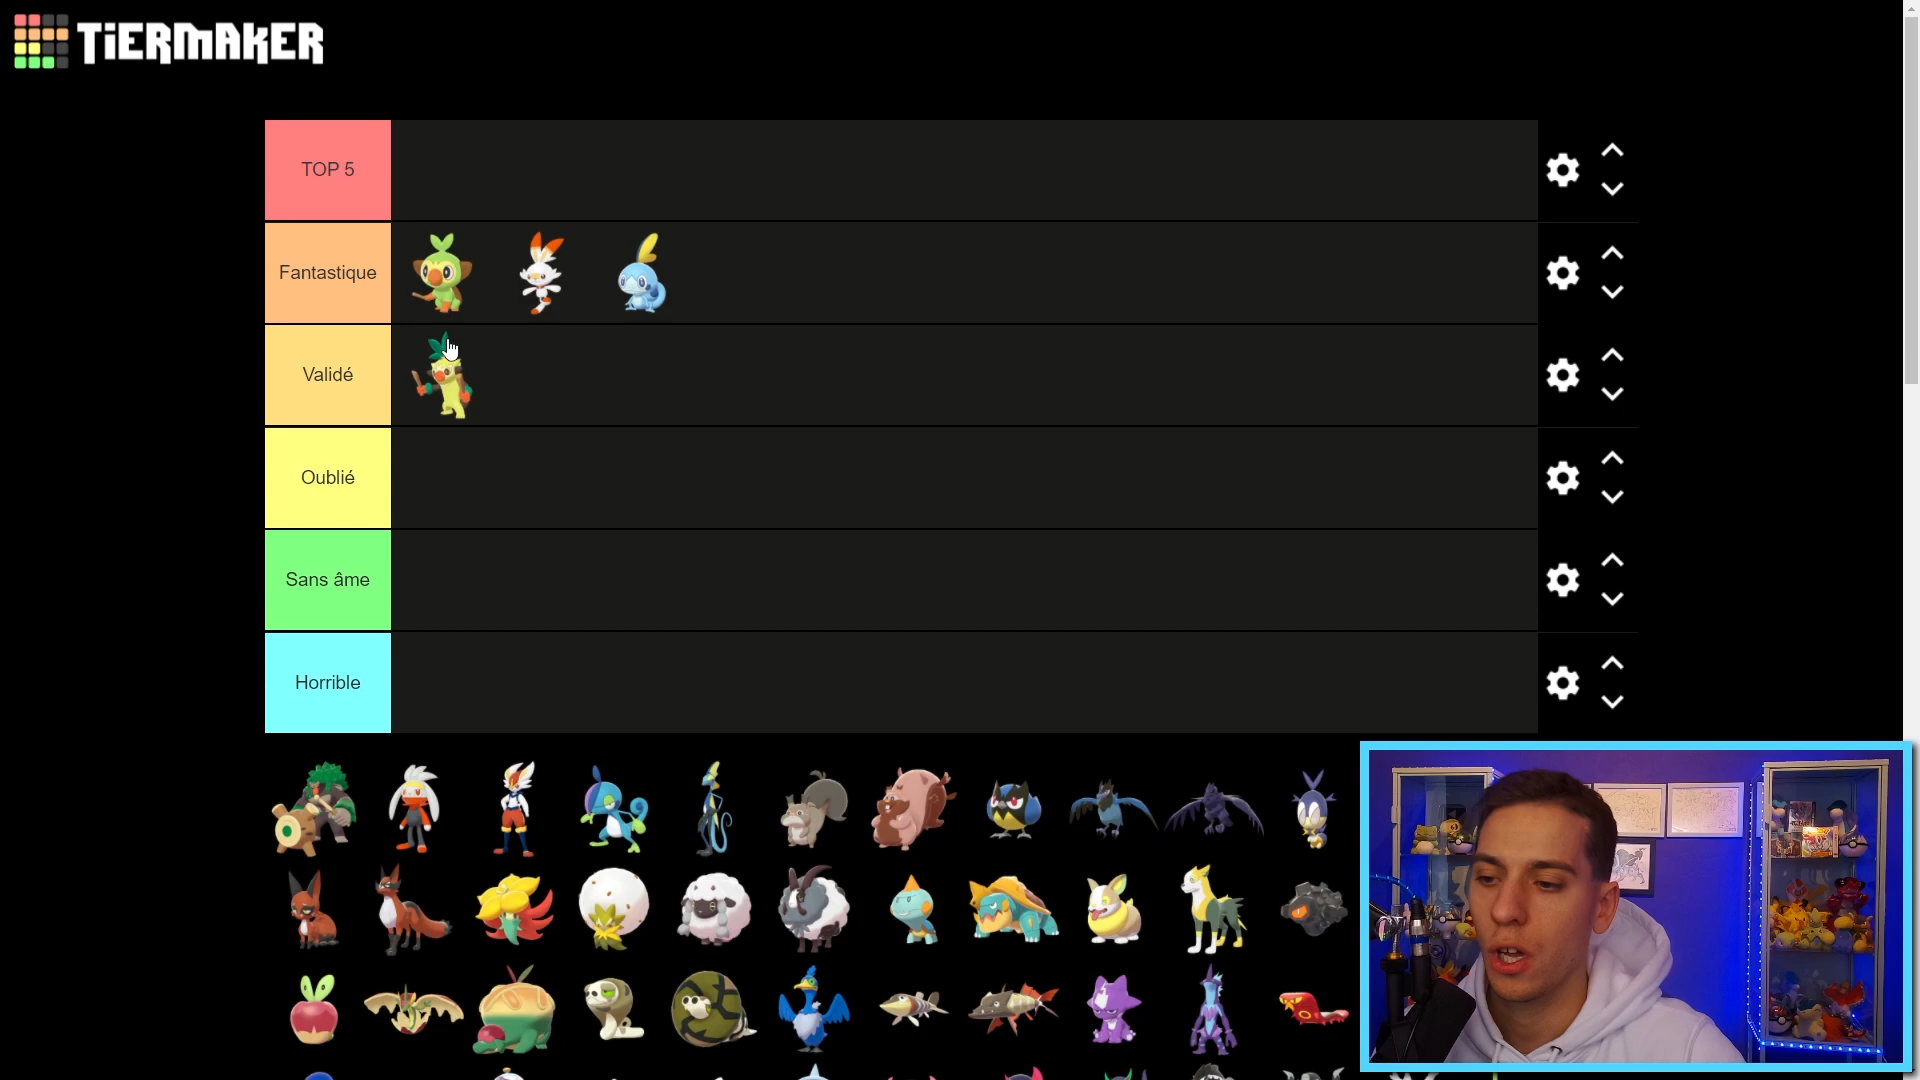 TiERMAKER
TOP 5
Fantastique
Validé
Oublié
Sans âme
Horrible